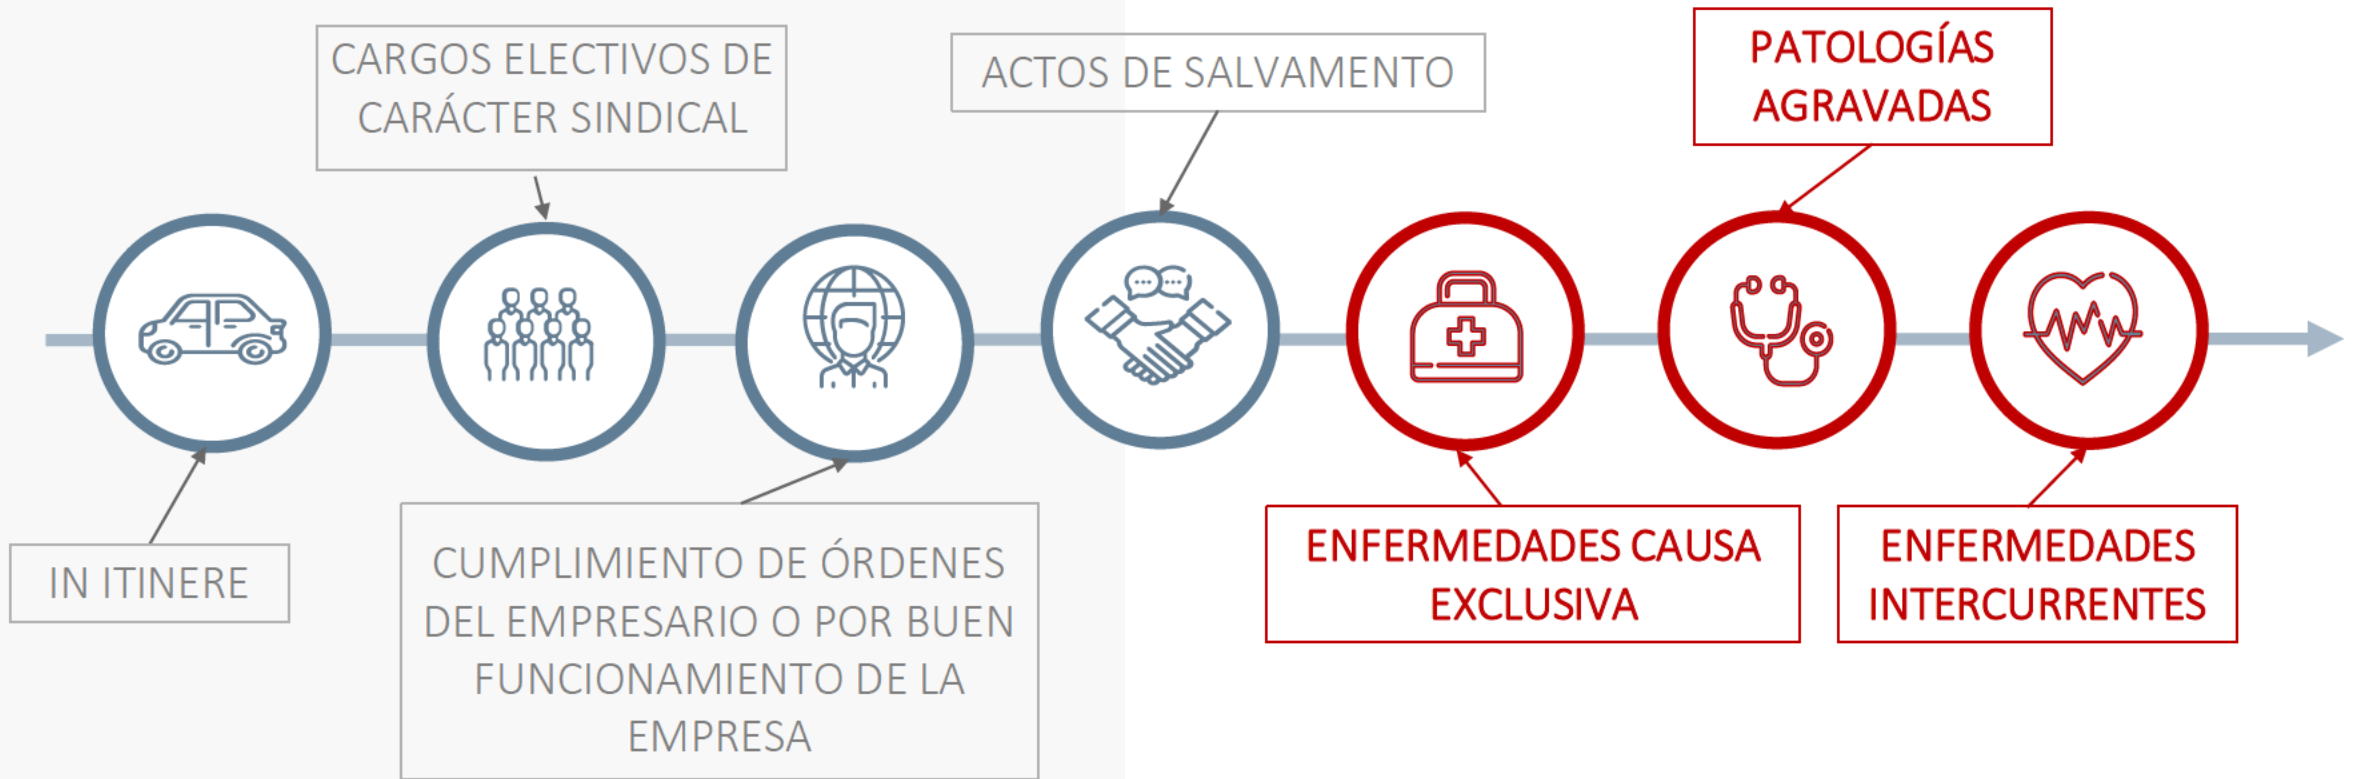 CARGOS ELECTIVOS DE
CARÁCTER SINDICAL
ACTOS DE SALVAMENTO
PATOLOGÍAS
AGRAVADAS
IN ITINERE
CUMPLIMIENTO DE ÓRDENES
DEL EMPRESARIO O POR BUEN
FUNCIONAMIENTO DE LA
EMPRESA
ENFERMEDADES CAUSA
EXCLUSIVA
ENFERMEDADES
INTERCURRENTES